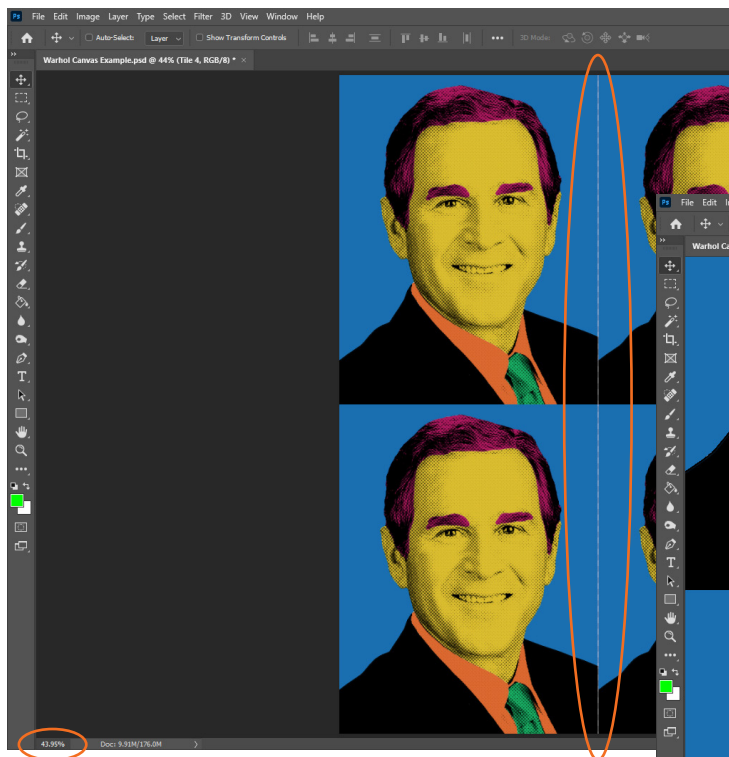 Ps File Edit Image Layer Type Select Filter 3D View Window Help
Auto-Select: Layer Show Transform Controls 3D Mode:
Warhol Canvas Example.psd @ 44% (Tile 4, RGB/8) * ×
Ps File Edit
Warhol Ca
T
T
43.95% Doc: 9.91M/176.0M